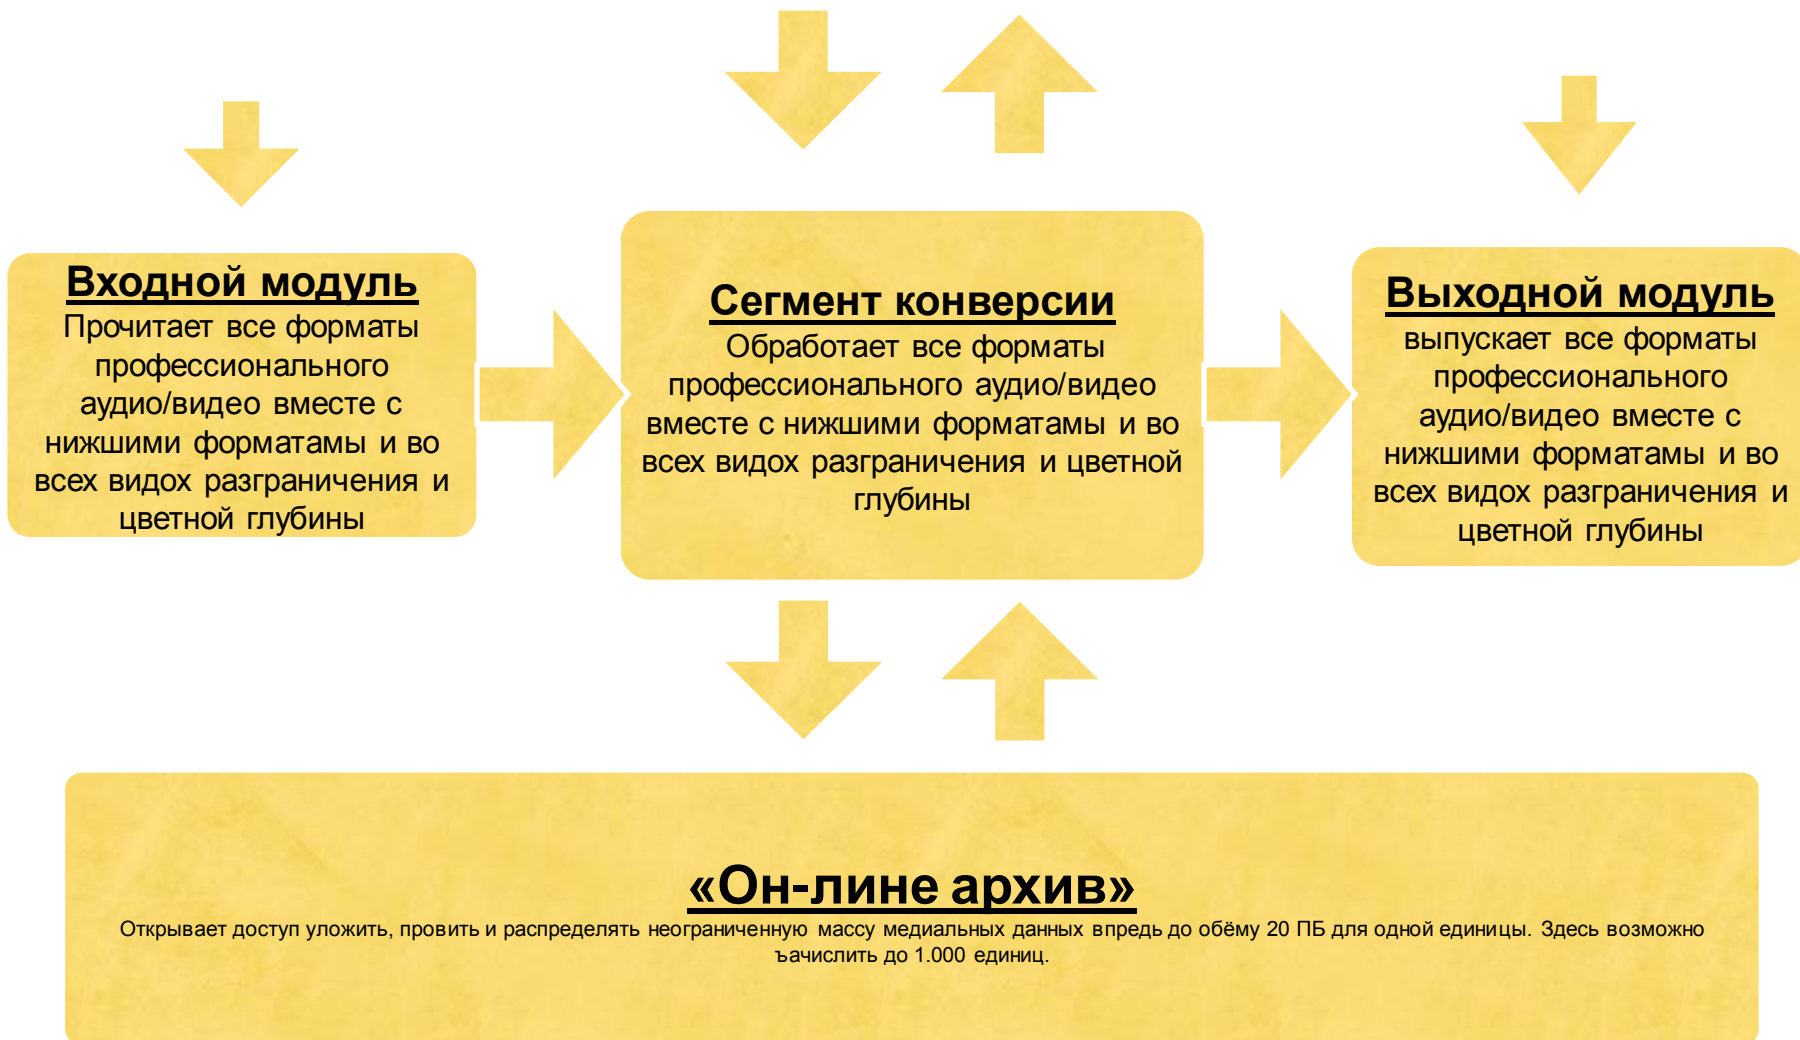 Входной модуль
Прочитает все форматы
профессионального
аудио/видео вместе с
нижшими форматамы и во
всех видох разграничения и
цветной глубины
Сегмент конверсии
Обработает все форматы
профессионального аудио/видео
вместе с нижшими форматамы и во
всех видох разграничения и цветной
глубины
Выходной модуль
выпускает все форматы
профессионального
аудио/видео вместе с
нижшими форматамы и во
всех видох разграничения и
цветной глубины
«Он-лине архив»
Открывает доступ уложить, провить и распределять неограниченную массу медиальных данных впредь до обёму 20 ПБ для одной единицы. Здесь возможно
ъачислить до 1.000 единиц.